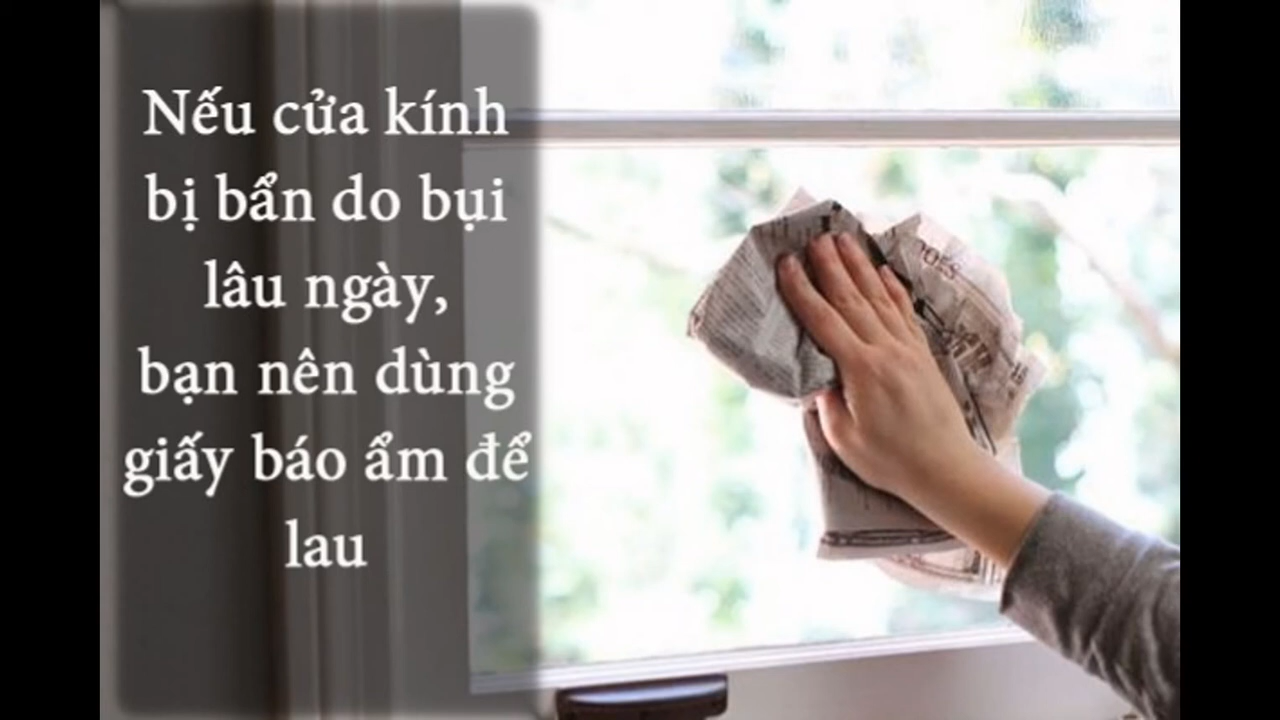 Nếu cửa kính
bị bẩn do bụi
lâu ngày,
bạn nên dùng
giấy báo ẩm để
lau